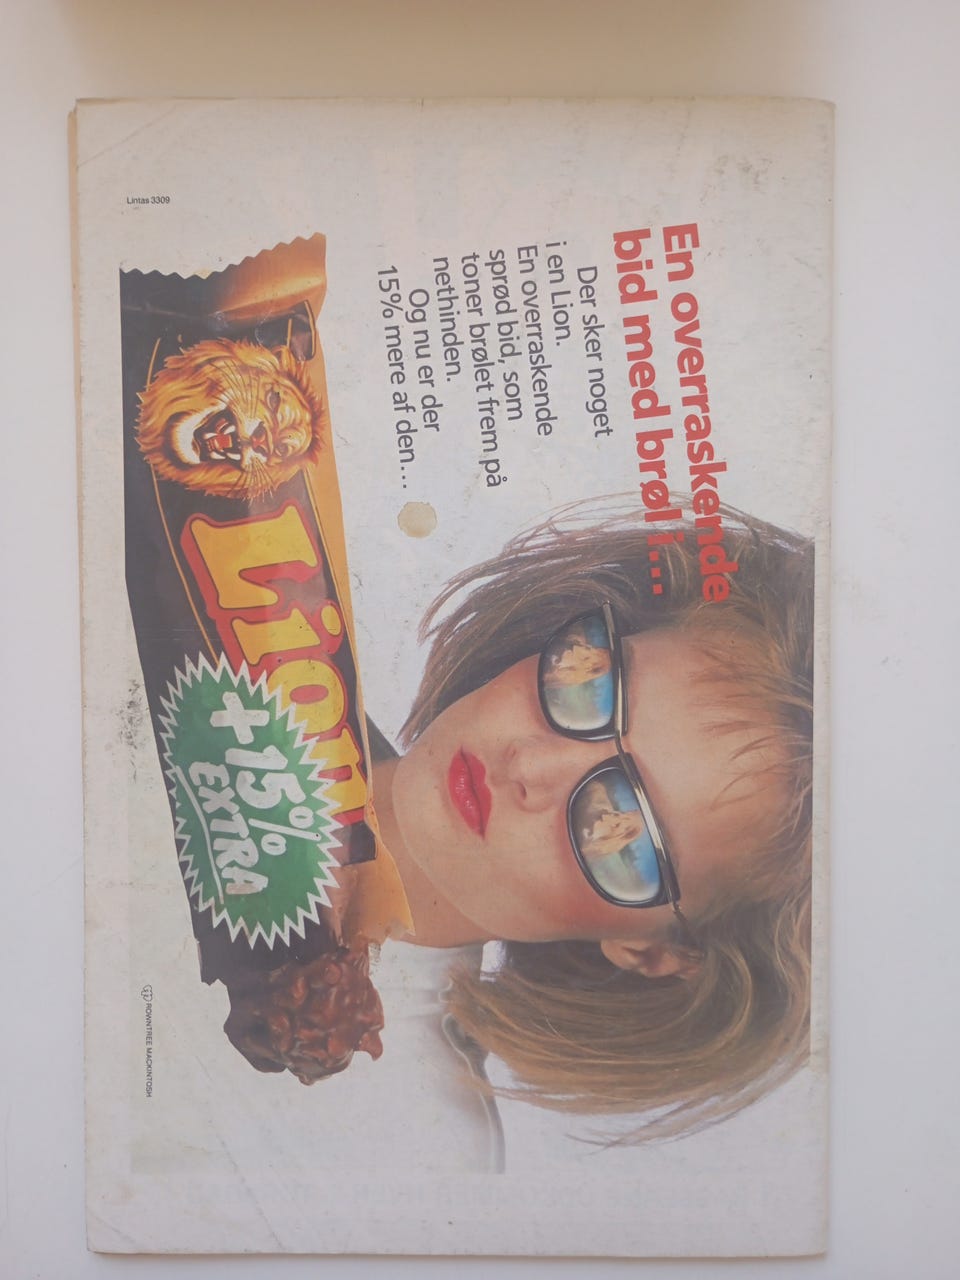 En overraskende
bid med brøl i...
Der sker noget
i en Lion.
En overraskende
sprød bid, som
toner brølet frem på
nethinden.
Og nu er der
15% mere af den...
Lion
+15%
EXTRA
Lintas 3309
ROWNTREE MACKINTOSH